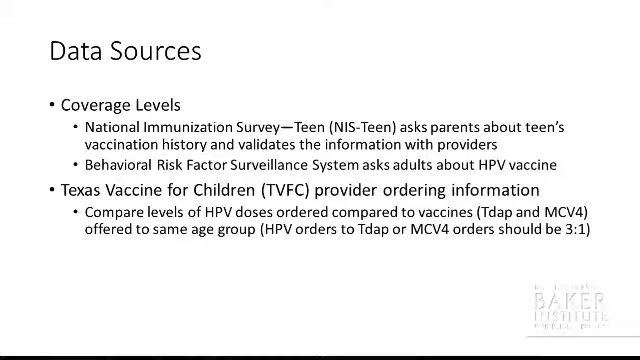 Data Sources
• Coverage Levels
• National Immunization Survey—Teen (NIS-Teen) asks parents about teen's
vaccination history and validates the information with providers
• Behavioral Risk Factor Surveillance System asks adults about HPV vaccine
• Texas Vaccine for Children (TVFC) provider ordering information
• Compare levels of HPV doses ordered compared to vaccines (Tdap and MCV4)
offered to same age group (HPV orders to Tdap or MCV4 orders should be 3:1)
BAKER
INSTITUTE